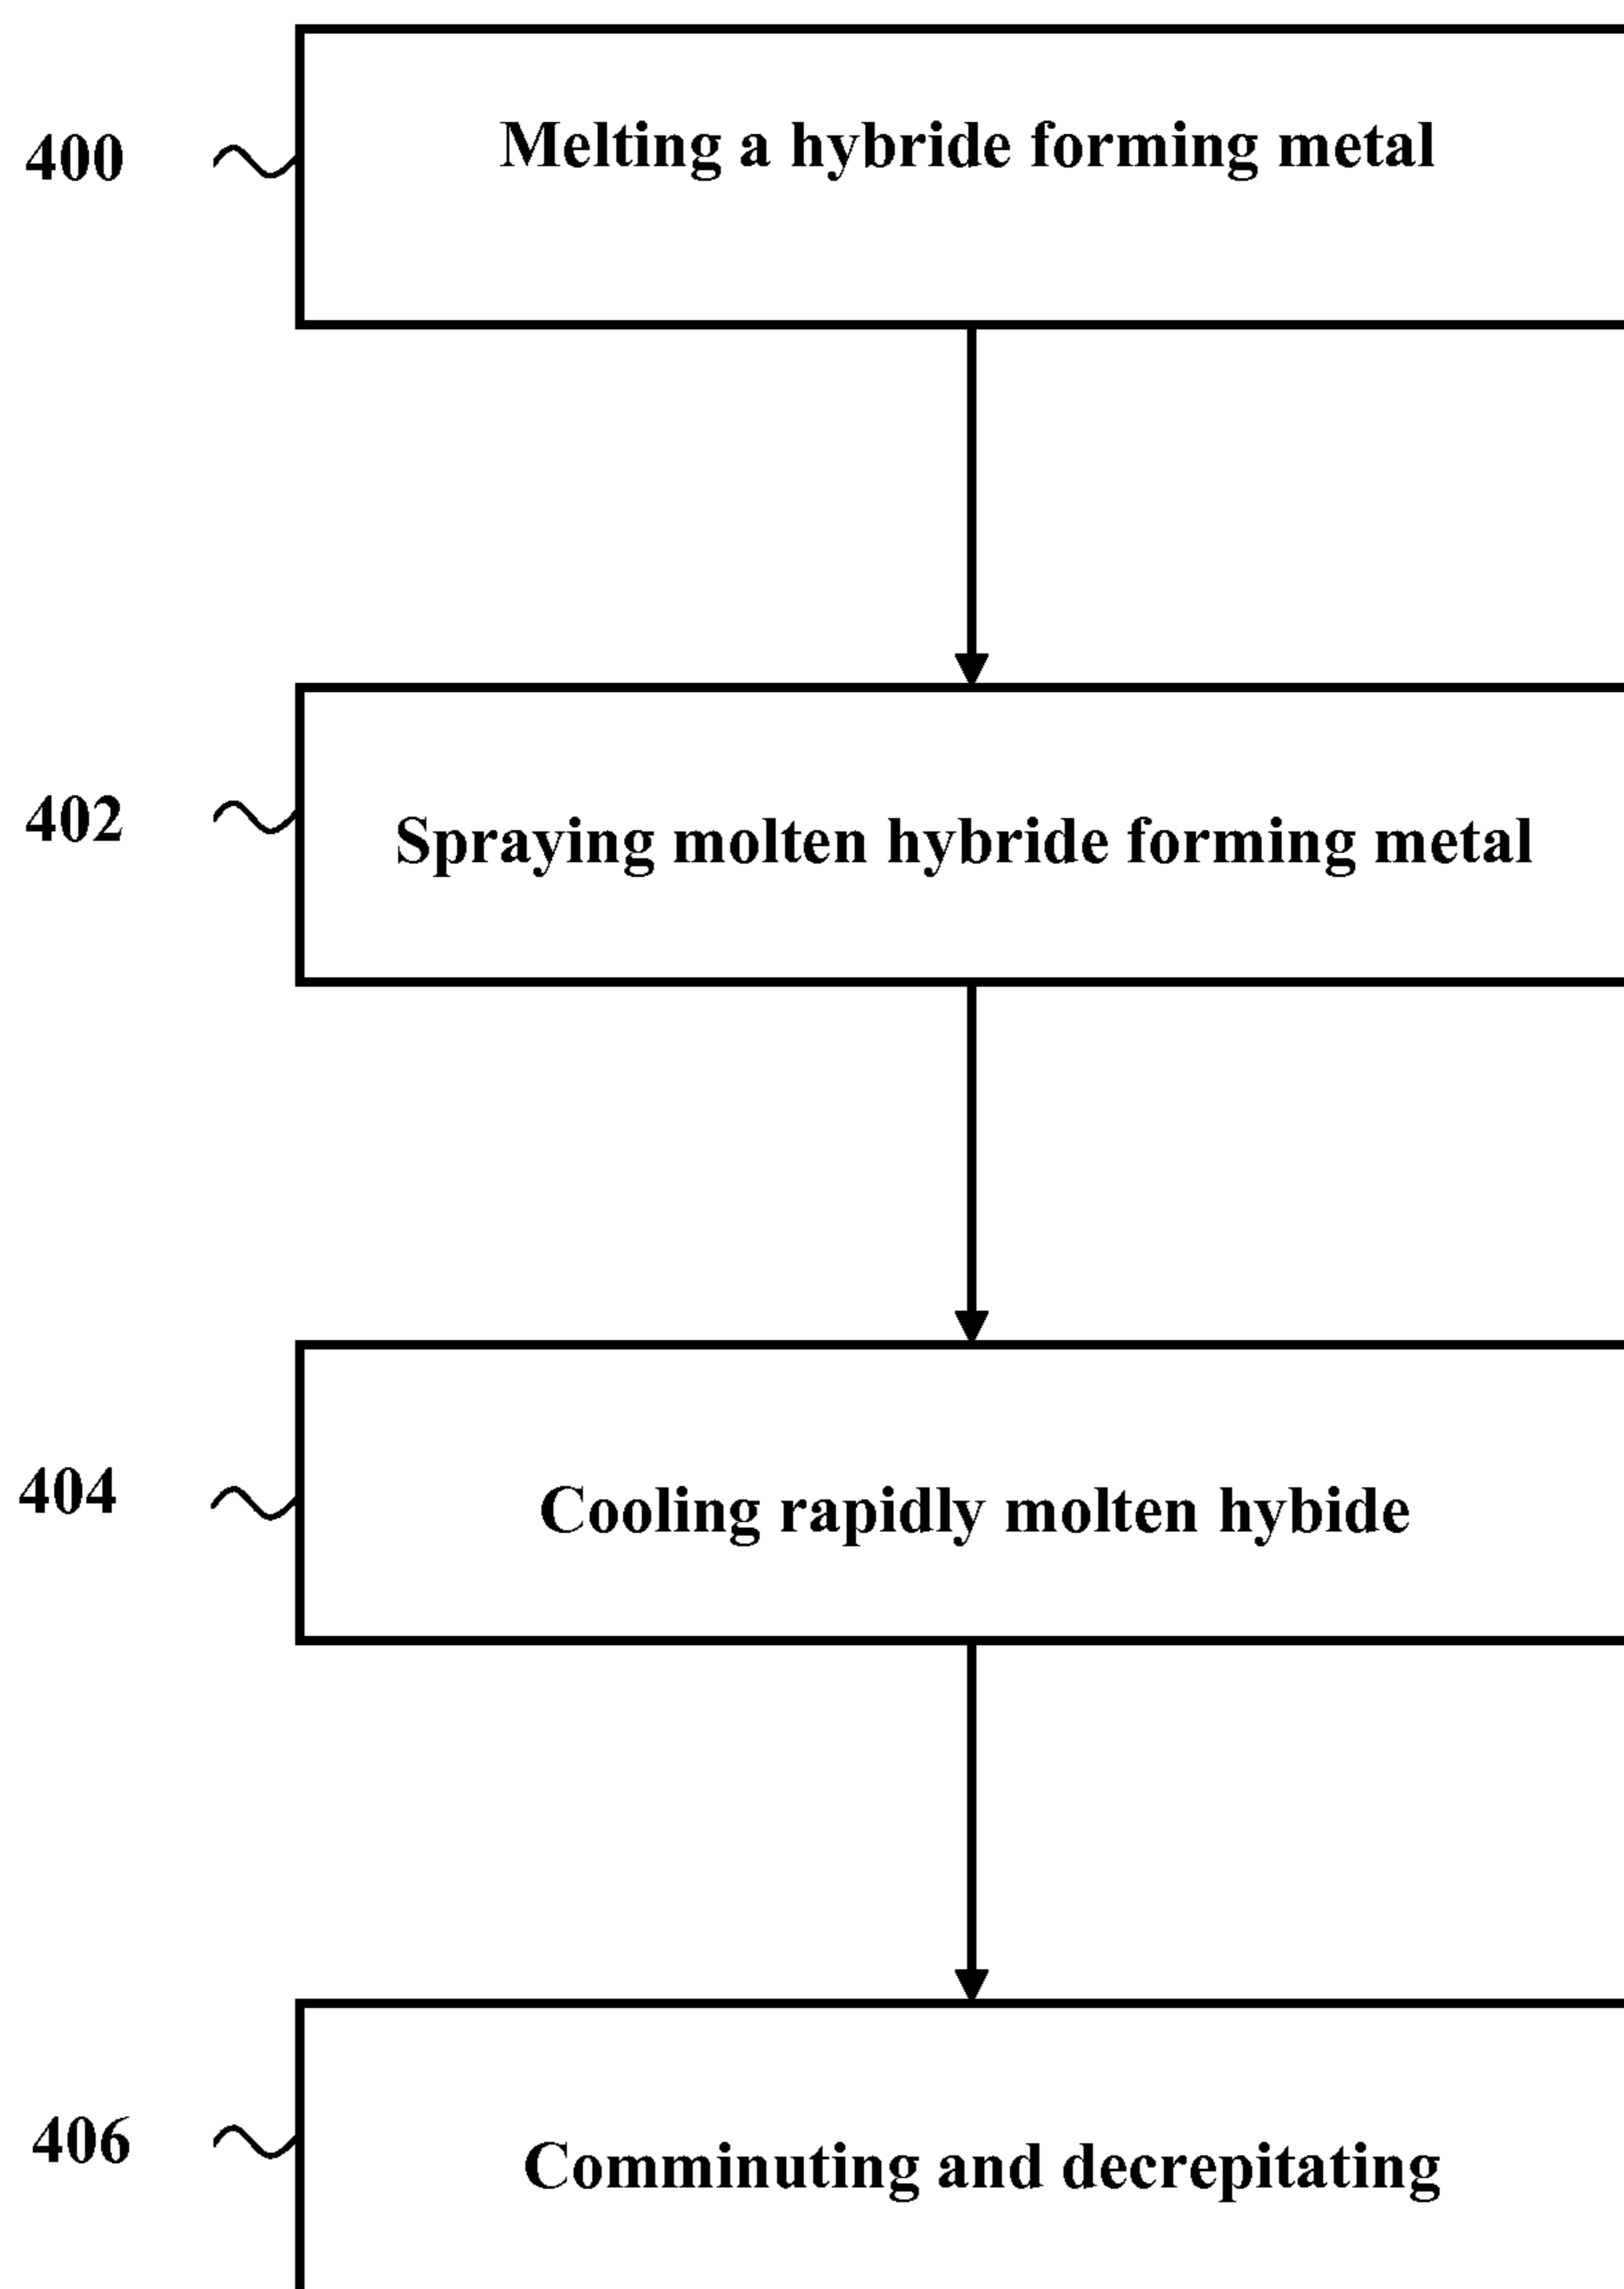 400
Melting a hybride forming metal
402
Spraying molten hybride forming metal
404
Cooling rapidly molten hybide
406
Comminuting and decrepitating